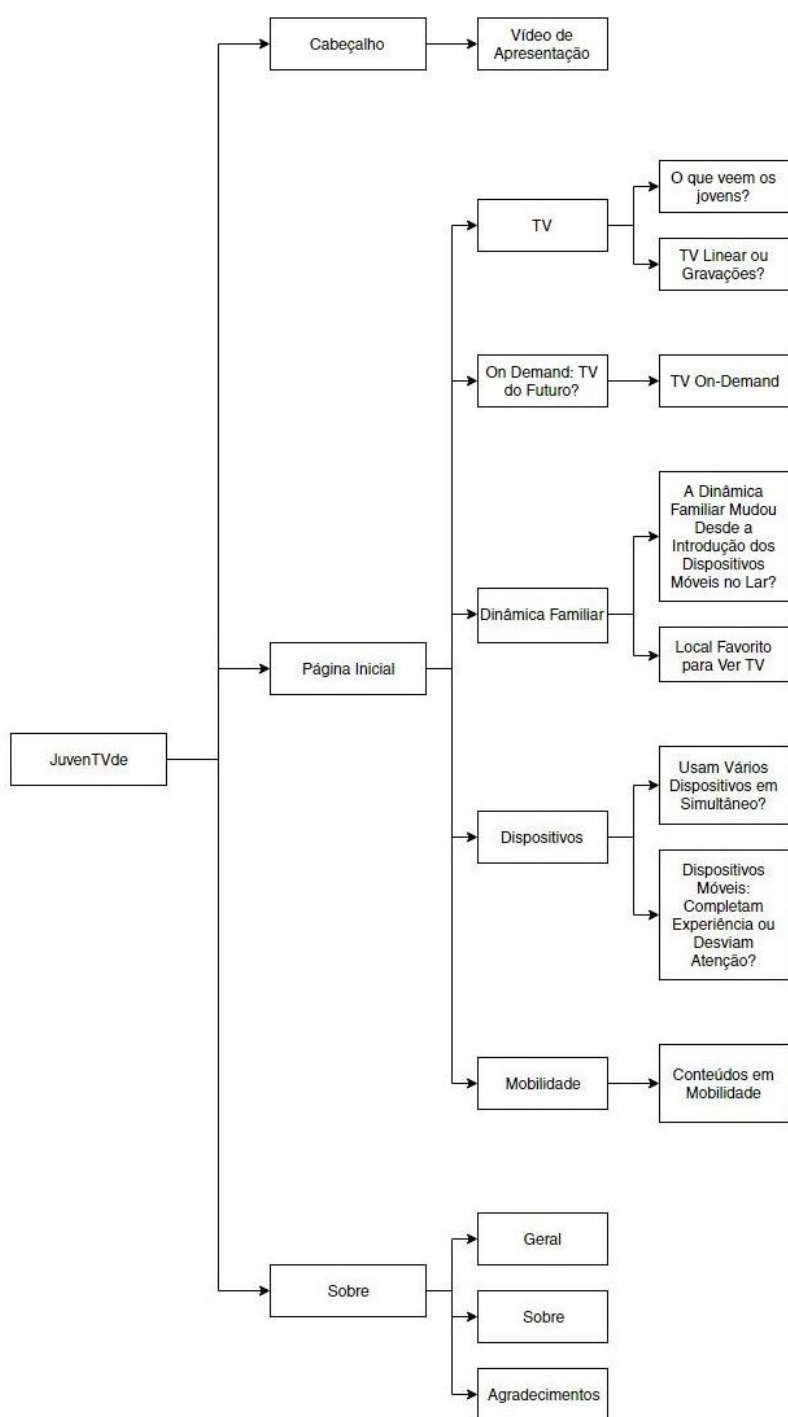 Cabeçalho
Vídeo de
Apresentação
O que veem os
jovens?
TV
TV Linear ou
Gravações?
On Demand: TV
do Futuro?
TV On-Demand
A Dinâmica
Familiar Mudou
Desde a
Introdução dos
Dispositivos
Móveis no Lar?
Dinâmica Familiar
Local Favorito
para Ver TV
Página Inicial
JuvenTVde
Usam Vários
Dispositivos em
Simultâneo?
Dispositivos
Dispositivos
Móveis:
Completam
Experiência ou
Desviam
Atenção?
Mobilidade
Conteúdos em
Mobilidade
Geral
Sobre
Sobre
Agradecimentos